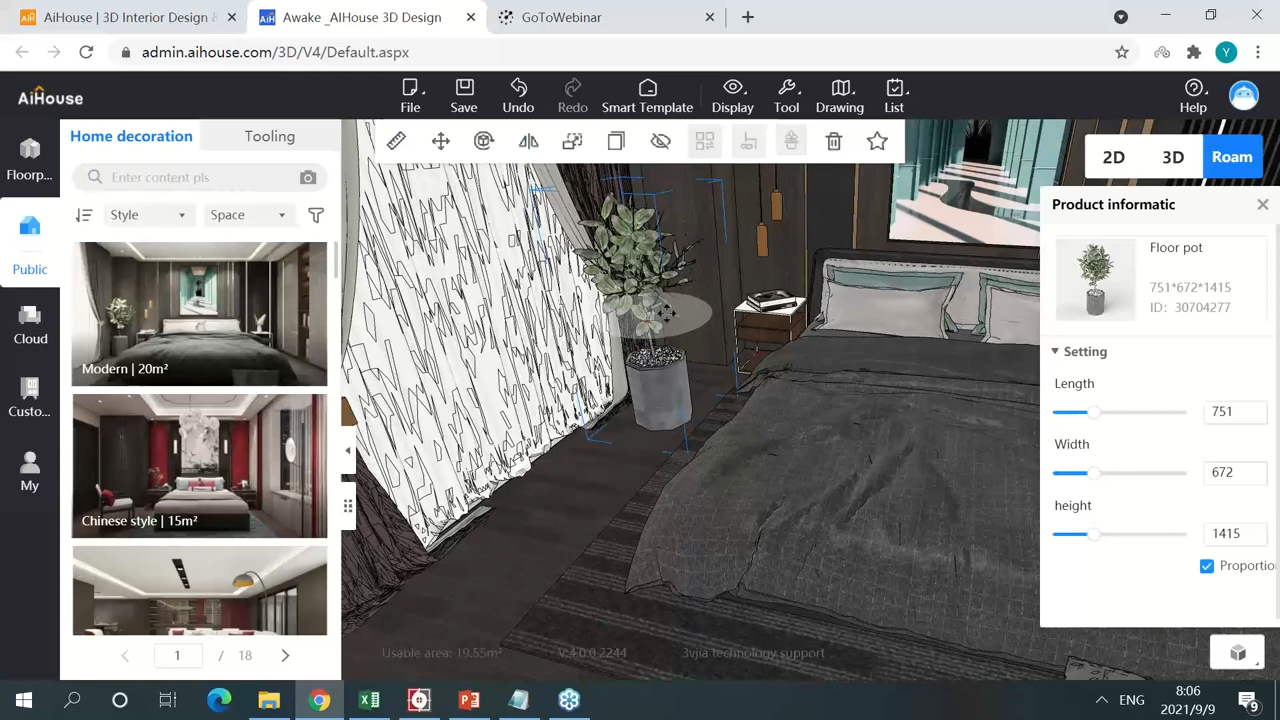 AiHouse | 3D Interior Design &
Awake _AIHouse 3D Design
GoToWebinar
admin.aihouse.com/3D/V4/Default.aspx
Y
AiHOUSE
File
Save
Undo
Redo
Smart Template
Display
Tool
Drawing
List
Help
Floorp...
Public
Cloud
Custo...
My
Home decoration
Tooling
Enter content pls
Style
Space
Modern | 20m²
Chinese style | 15m²
1 / 18
2D
3D
Roam
Product informatic
Floor pot
751*672*1415
ID: 30704277
Setting
Length
751
Width
672
height
1415
Proportio
Usable area: 19.55m²
V:4.0.0.2244
3vjia technology support
ENG
8:06
2021/9/9
9